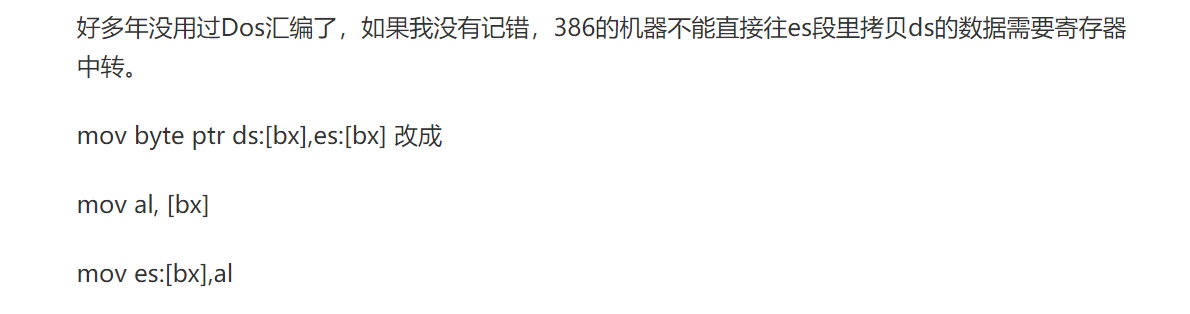 好多年没用过Dos汇编了，如果我没有记错，386的机器不能直接往es段里拷贝ds的数据需要寄存器
中转。
mov byte ptr ds:[bx],es:[bx] 改成
mov al, [bx]
mov es:[bx],al